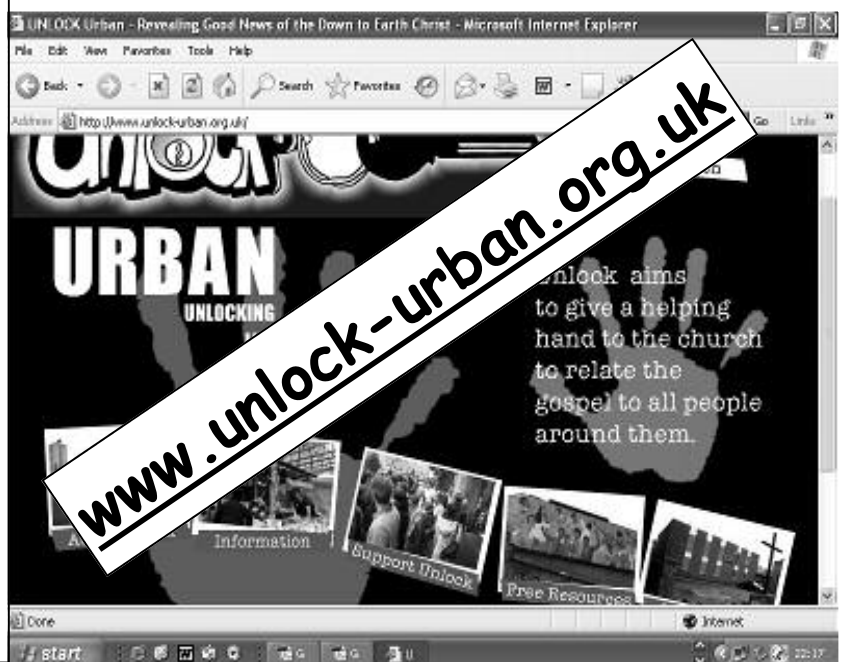 UNLOCK Urban - Revealing Good News of the Down to Earth Christ - Microsoft Internet Explorer
File Edit View Favorites Tools Help
Back Search Favorites
Address http://www.unlock-urban.org.uk/ Go Links
unlock
URBAN
UNLOCKING
www.unlock-urban.org.uk
Unlock aims
to give a helping
hand to the church
to relate the
gospel to all people
around them.
Information
Support Unlock
Free Resources
Done Internet
start 22:17